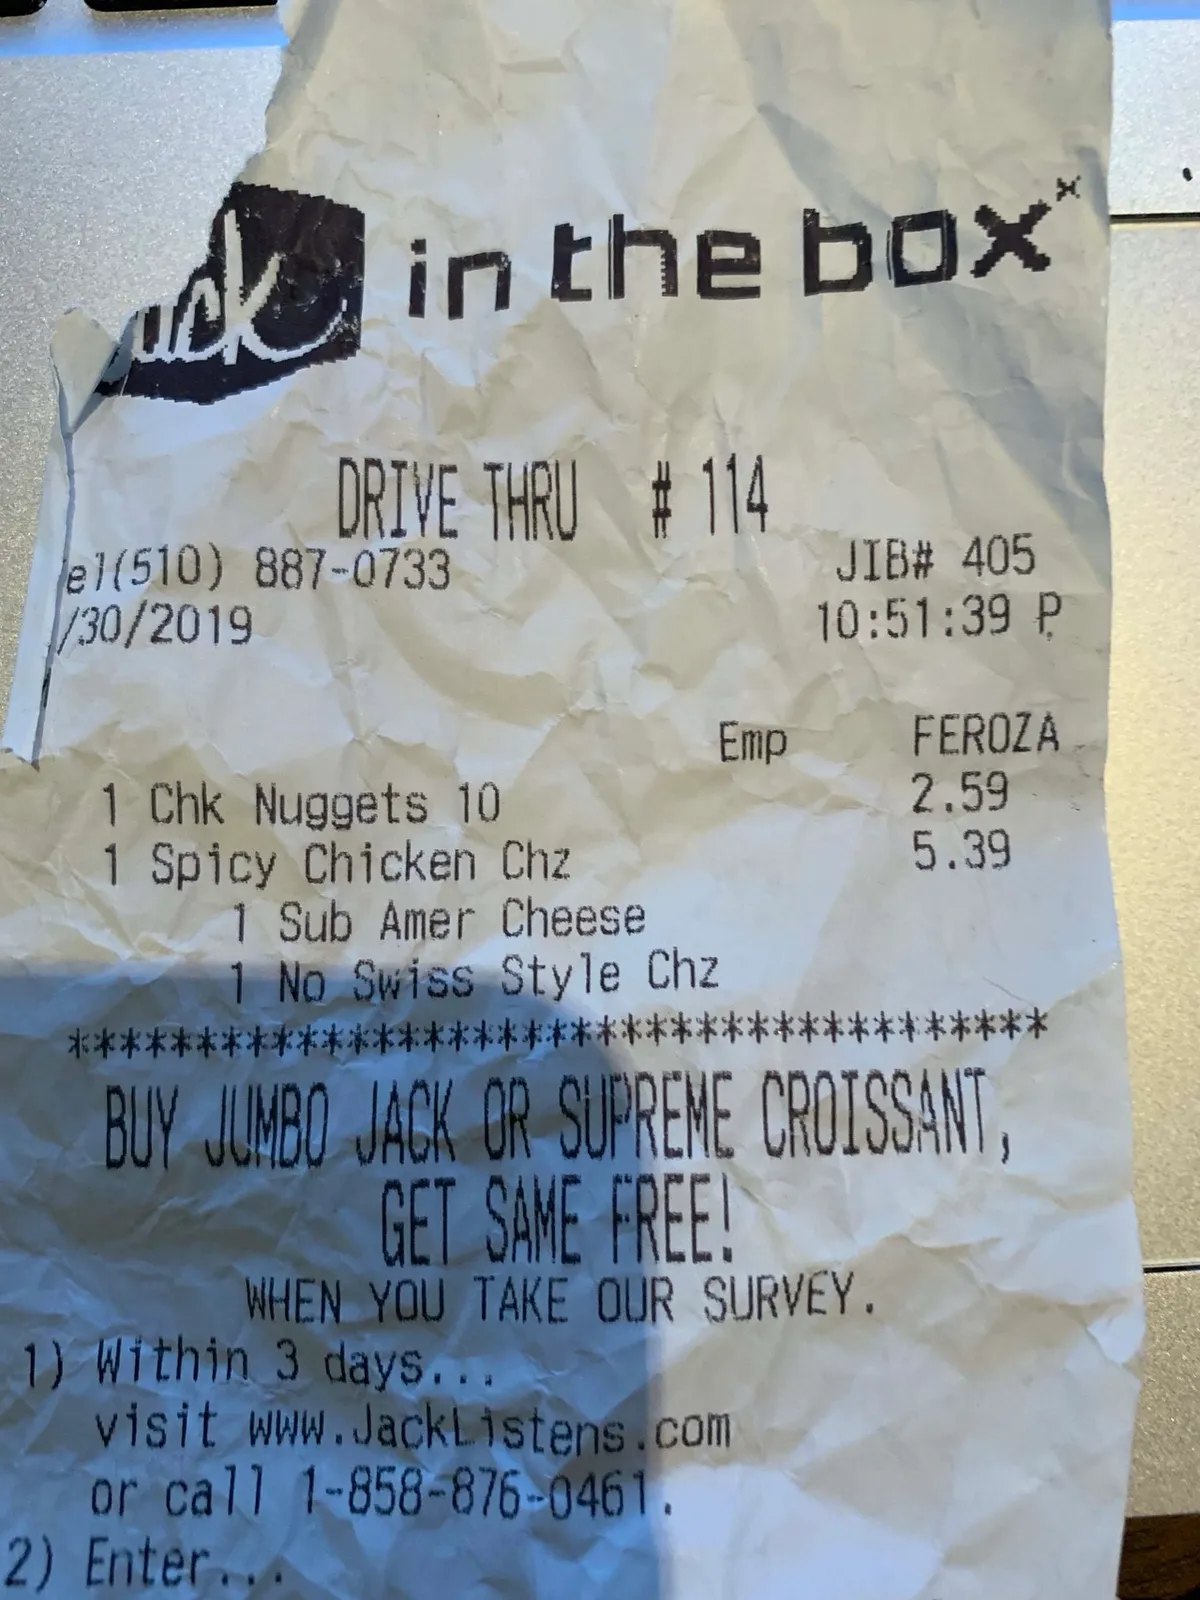 in the box
DRIVE THRU # 114
el(510) 887-0733 JIB# 405
/30/2019 10:51:39 P
Emp FEROZA
1 Chk Nuggets 10 2.59
1 Spicy Chicken Chz 5.39
1 Sub Amer Cheese
1 No Swiss Style Chz
***************************************
BUY JUMBO JACK OR SUPREME CROISSANT,
GET SAME FREE!
WHEN YOU TAKE OUR SURVEY.
1) Within 3 days...
visit www.JackListens.com
or call 1-858-876-0461.
2) Enter...